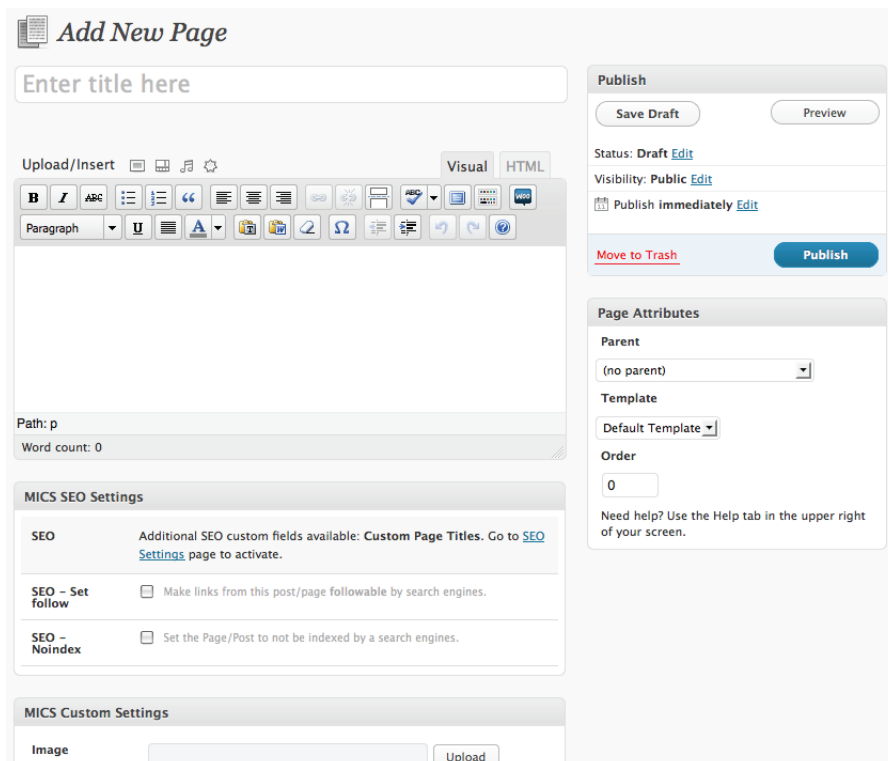 Add New Page
Enter title here
Upload/Insert
Visual
HTML
B I ABC
ABC
Woo
Paragraph
U
A
T
W
Ω
Path: p
Word count: 0
MICS SEO Settings
SEO
Additional SEO custom fields available: Custom Page Titles. Go to SEO
Settings page to activate.
SEO – Set
follow
Make links from this post/page followable by search engines.
SEO –
Noindex
Set the Page/Post to not be indexed by a search engines.
MICS Custom Settings
Image
Upload
Publish
Save Draft
Preview
Status: Draft Edit
Visibility: Public Edit
Publish immediately Edit
Move to Trash
Publish
Page Attributes
Parent
(no parent)
Template
Default Template
Order
0
Need help? Use the Help tab in the upper right
of your screen.